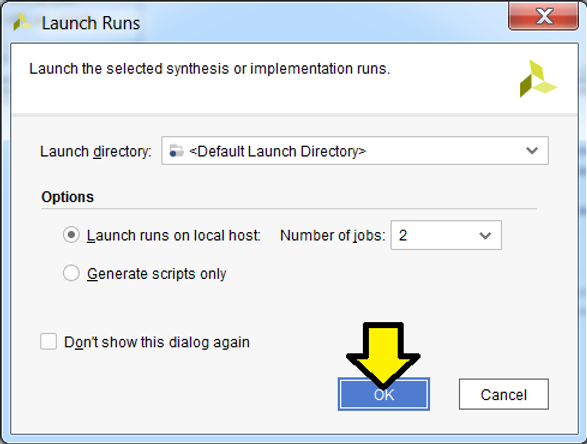 Launch Runs
Launch the selected synthesis or implementation runs.
Launch directory: <Default Launch Directory>
Options
Launch runs on local host: Number of jobs: 2
Generate scripts only
Don't show this dialog again
OK Cancel